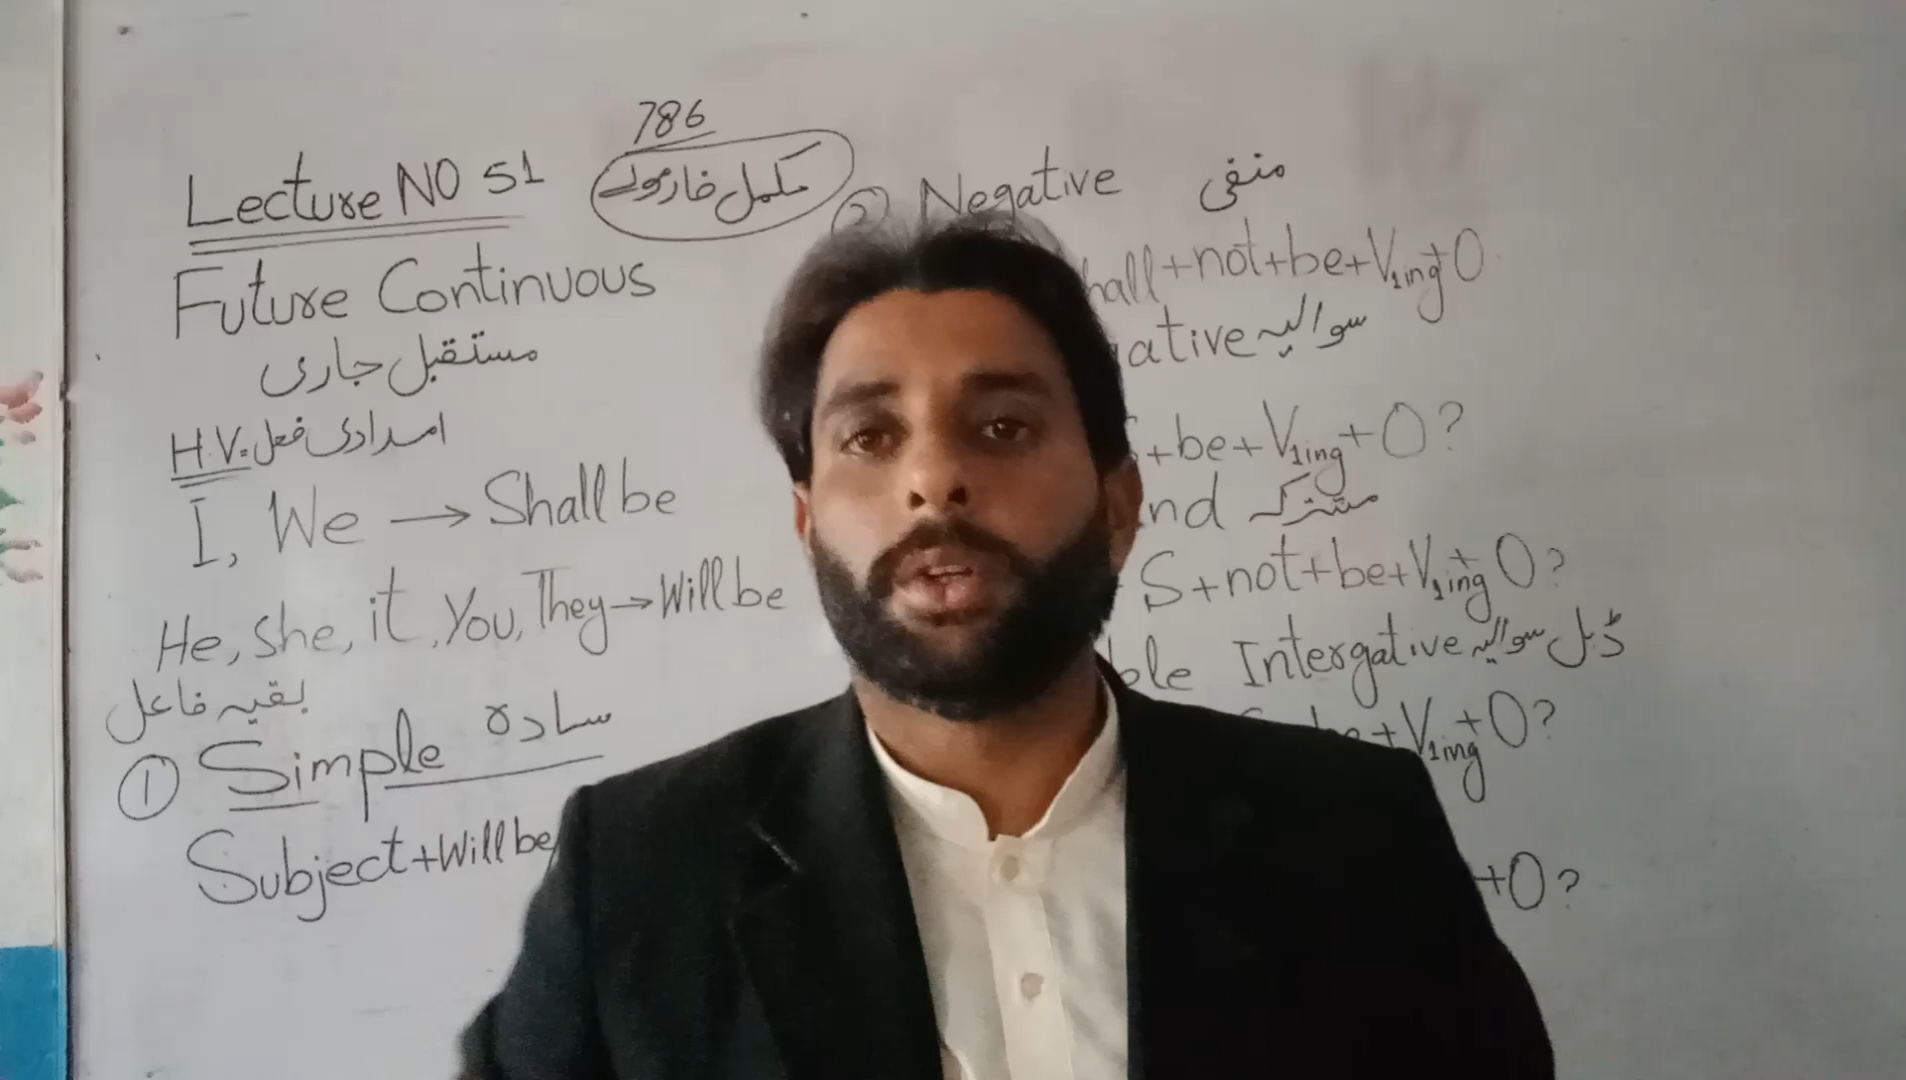 786
Lecture NO 51
مکمل فارمولے
Future Continuous
مستقبل جاری
H.V= امدادی فعل
I, We → Shall be
He, She, it, You, They → Will be
بقیہ فاعل
① Simple سادہ
Subject+Will be
② Negative منفی
hall+not+be+V1ing+O
ative سوالیہ
+be+V1ing+O?
nd مشترکہ
S+not+be+V1ing+O?
ble Intergative ڈبل سوالیہ
+V1ing+O?
+O?